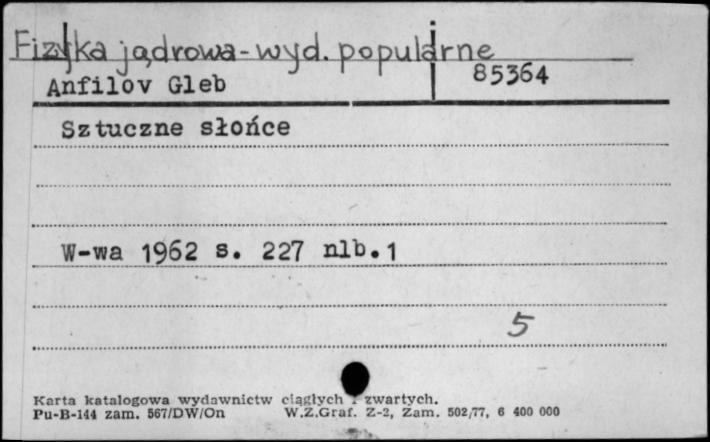 Fizyka jądrowa - wyd. popularne
Anfilov Gleb 85364
Sztuczne słońce
W-wa 1962 s. 227 nlb.1
5
Karta katalogowa wydawnictw ciągłych i zwartych.
Pu-B-144 zam. 567/DW/On W.Z.Graf. Z-2, Zam. 502/77, 6 400 000